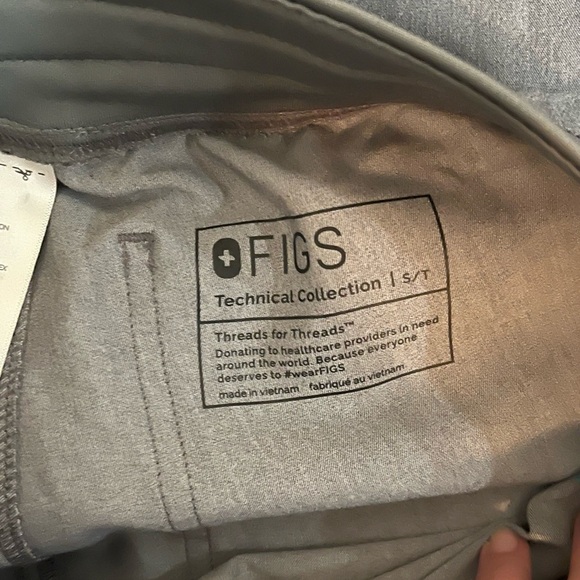 FIGS
Technical Collection | S/T
Threads for Threads™
Donating to healthcare providers in need
around the world. Because everyone
deserves to #wearFIGS
made in vietnam fabriqué au vietnam